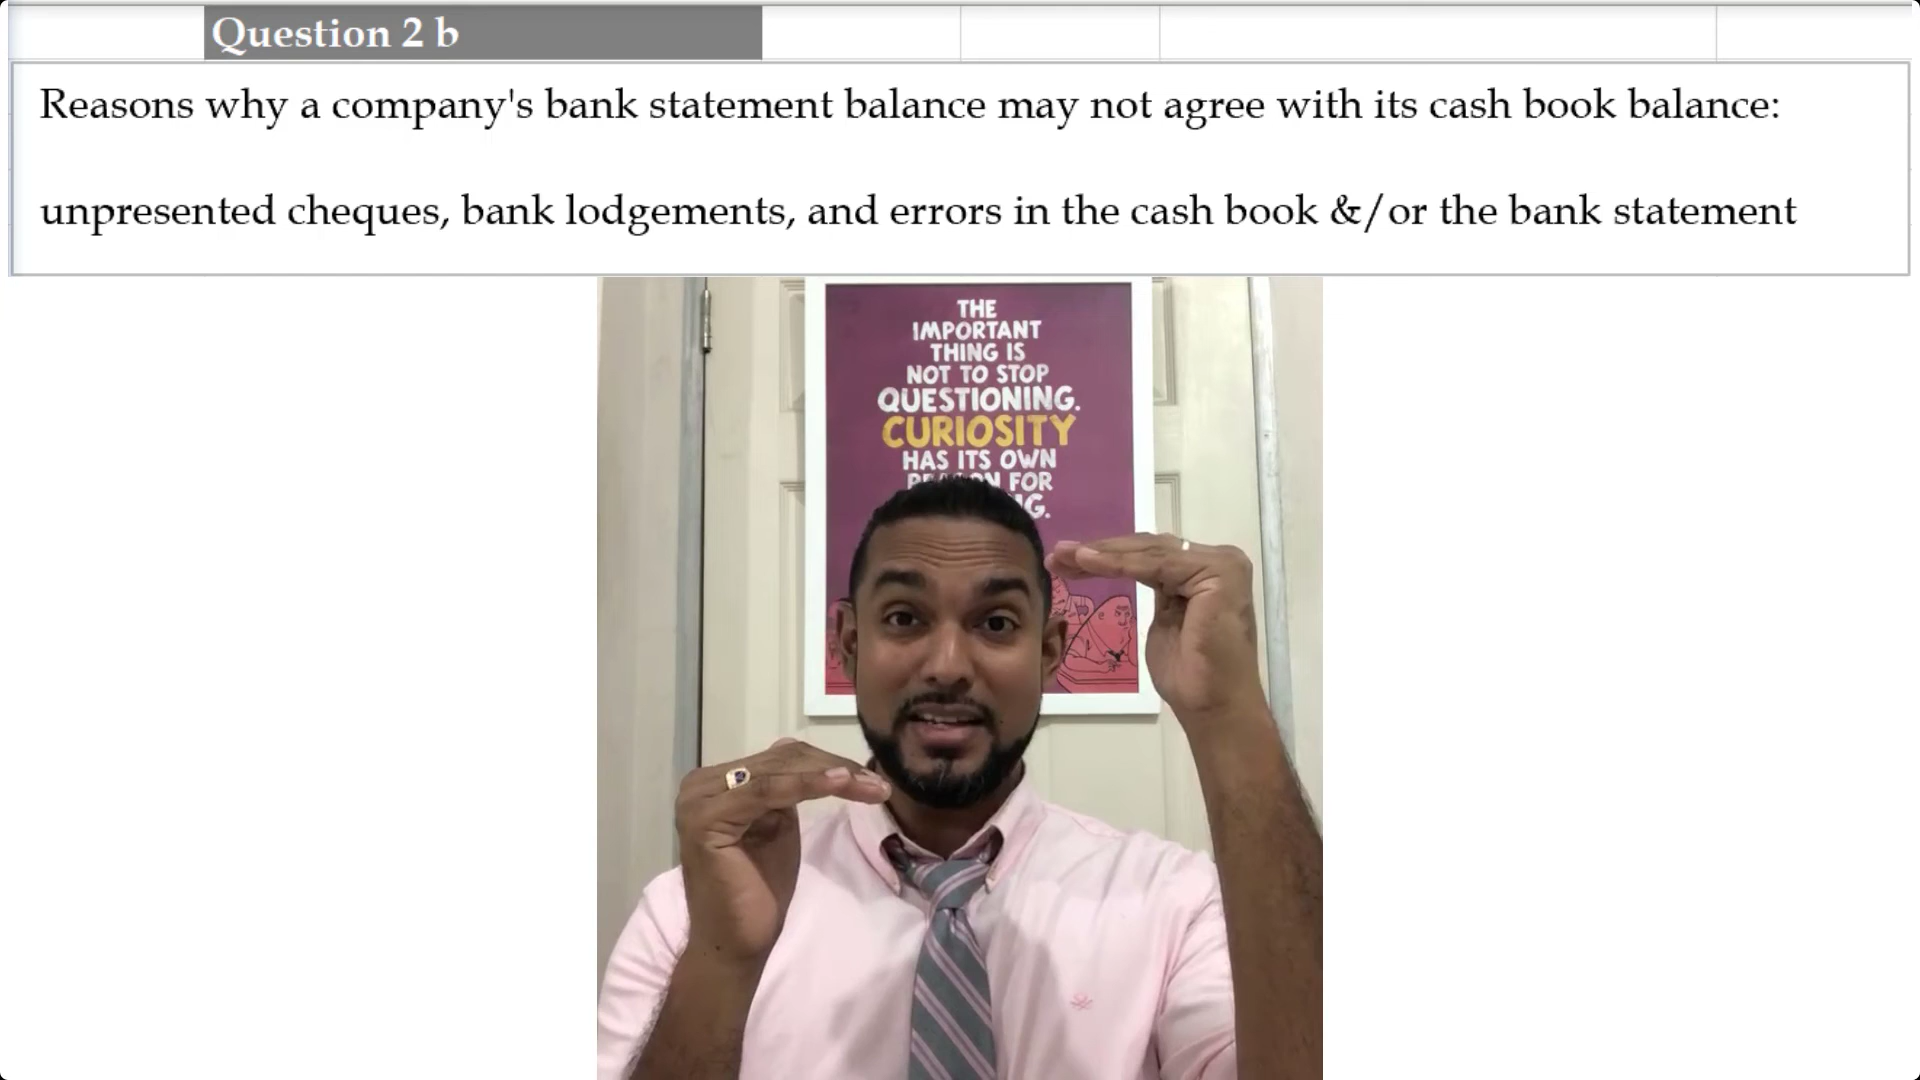 Question 2 b
Reasons why a company's bank statement balance may not agree with its cash book balance:
unpresented cheques, bank lodgements, and errors in the cash book &/or the bank statement
THE
IMPORTANT
THING IS
NOT TO STOP
QUESTIONING.
CURIOSITY
HAS ITS OWN
FOR